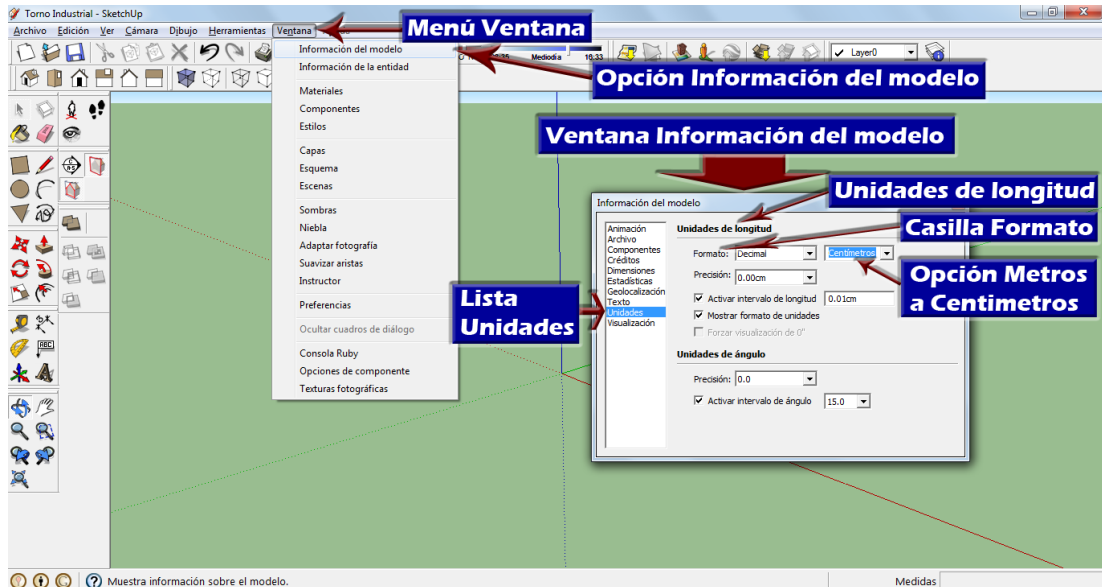 Torno Industrial - SketchUp
Archivo Edición Ver Cámara Dibujo Herramientas Ventana
Menú Ventana
Mediodía
Layer0
Información del modelo
Información de la entidad
Materiales
Componentes
Estilos
Capas
Esquema
Escenas
Sombras
Niebla
Adaptar fotografía
Suavizar aristas
Instructor
Preferencias
Ocultar cuadros de diálogo
Consola Ruby
Opciones de componente
Texturas fotográficas
Opción Información del modelo
Ventana Información del modelo
Unidades de longitud
Casilla Formato
Opción Metros
a Centimetros
Lista
Unidades
Información del modelo
Animación
Archivo
Componentes
Créditos
Dimensiones
Estadísticas
Geolocalización
Texto
Unidades
Visualización
Unidades de longitud
Formato: Decimal Centímetros
Precisión: 0.00cm
Activar intervalo de longitud 0.01cm
Mostrar formato de unidades
Forzar visualización de 0"
Unidades de ángulo
Precisión: 0.0
Activar intervalo de ángulo 15.0
ABC
Muestra información sobre el modelo.
Medidas